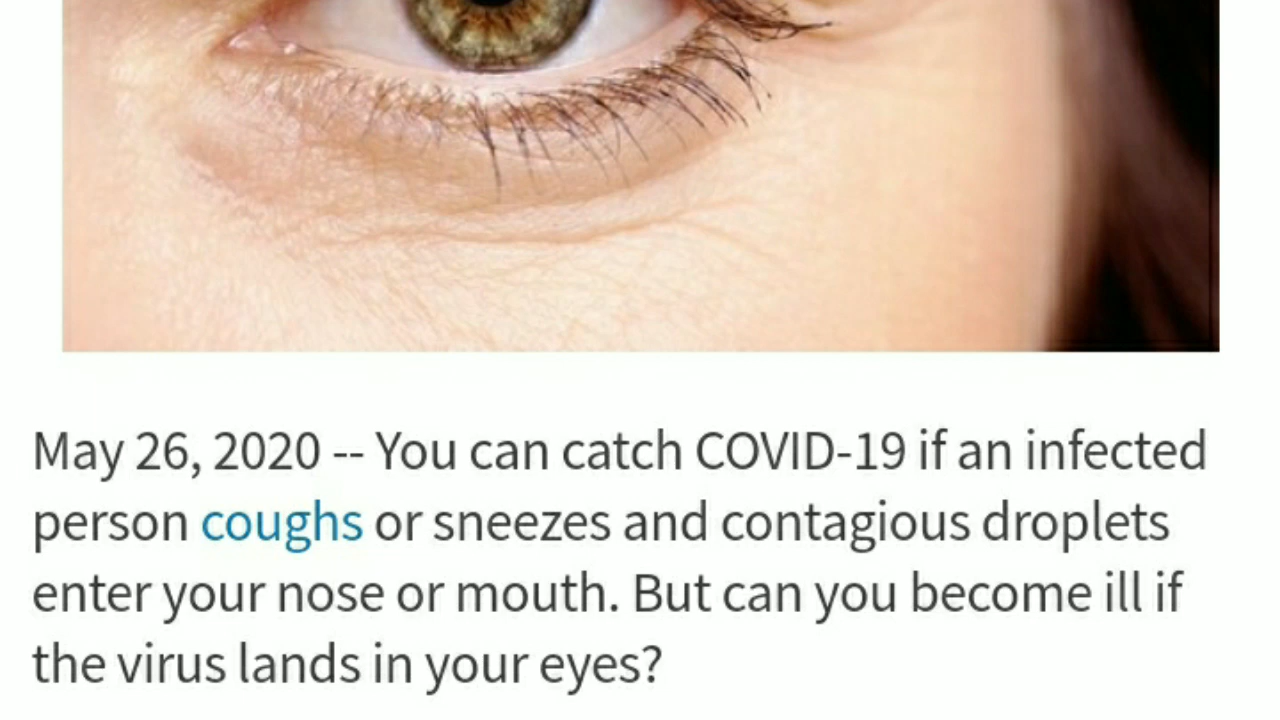 May 26, 2020 -- You can catch COVID-19 if an infected
person coughs or sneezes and contagious droplets
enter your nose or mouth. But can you become ill if
the virus lands in your eyes?